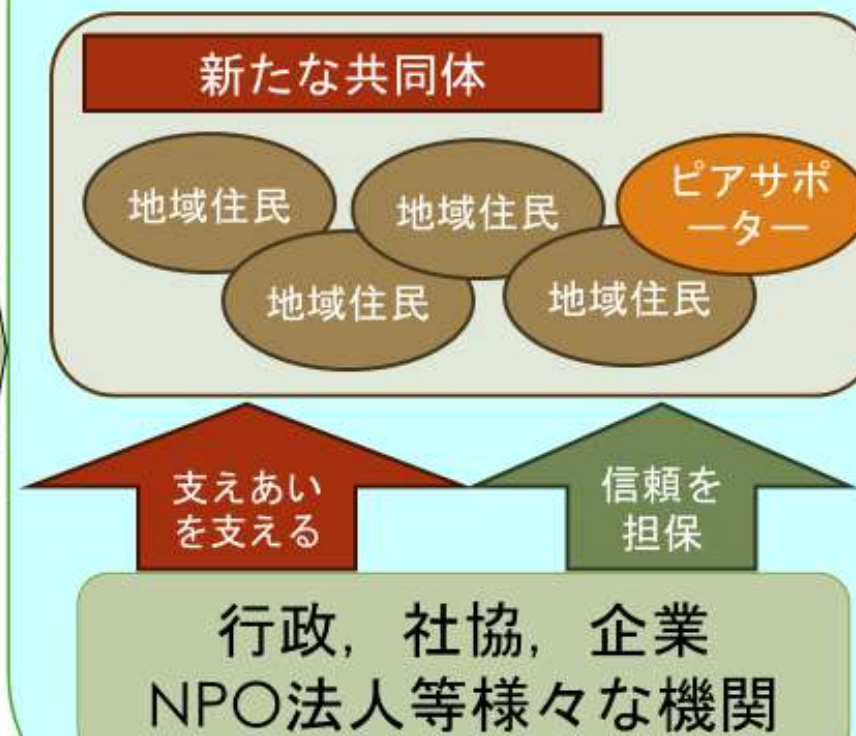 新たな共同体
地域住民
地域住民
ピアサポ
ーター
地域住民
地域住民
支えあい
を支える
信頼を
担保
行政，社協，企業
NPO法人等様々な機関